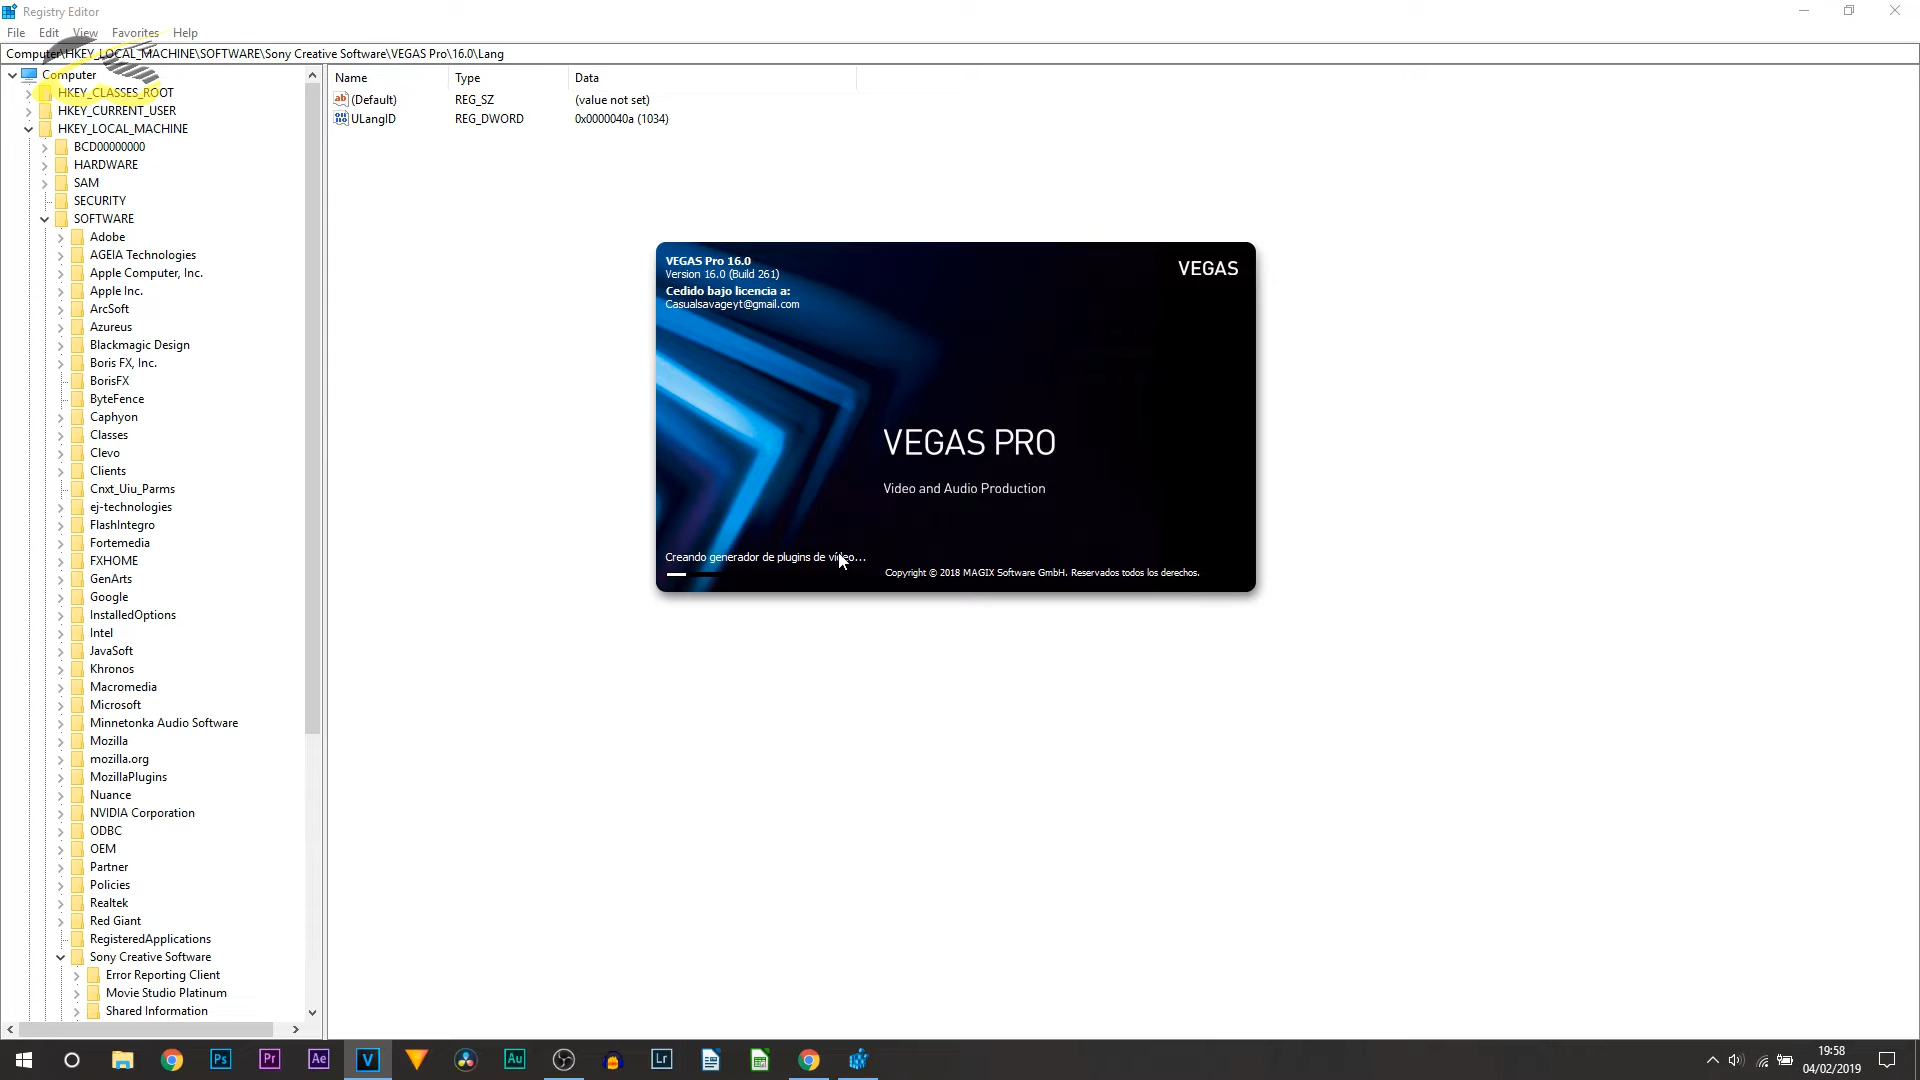 Registry Editor
File Edit View Favorites Help
Computer\HKEY_LOCAL_MACHINE\SOFTWARE\Sony Creative Software\VEGAS Pro\16.0\Lang
Computer
HKEY_CLASSES_ROOT
HKEY_CURRENT_USER
HKEY_LOCAL_MACHINE
BCD00000000
HARDWARE
SAM
SECURITY
SOFTWARE
Adobe
AGEIA Technologies
Apple Computer, Inc.
Apple Inc.
ArcSoft
Azureus
Blackmagic Design
Boris FX, Inc.
BorisFX
ByteFence
Caphyon
Classes
Clevo
Clients
Cnxt_Uiu_Parms
ej-technologies
FlashIntegro
Fortemedia
FXHOME
GenArts
Google
InstalledOptions
Intel
JavaSoft
Khronos
Macromedia
Microsoft
Minnetonka Audio Software
Mozilla
mozilla.org
MozillaPlugins
Nuance
NVIDIA Corporation
ODBC
OEM
Partner
Policies
Realtek
Red Giant
RegisteredApplications
Sony Creative Software
Error Reporting Client
Movie Studio Platinum
Shared Information
Name Type Data
(Default) REG_SZ (value not set)
ULangID REG_DWORD 0x0000040a (1034)
VEGAS Pro 16.0
Version 16.0 (Build 261)
Cedido bajo licencia a:
Casualsavageyt@gmail.com
VEGAS
VEGAS PRO
Video and Audio Production
Creando generador de plugins de vídeo...
Copyright © 2018 MAGIX Software GmbH. Reservados todos los derechos.
Ps Pr Ae V Au Lr
19:58
04/02/2019